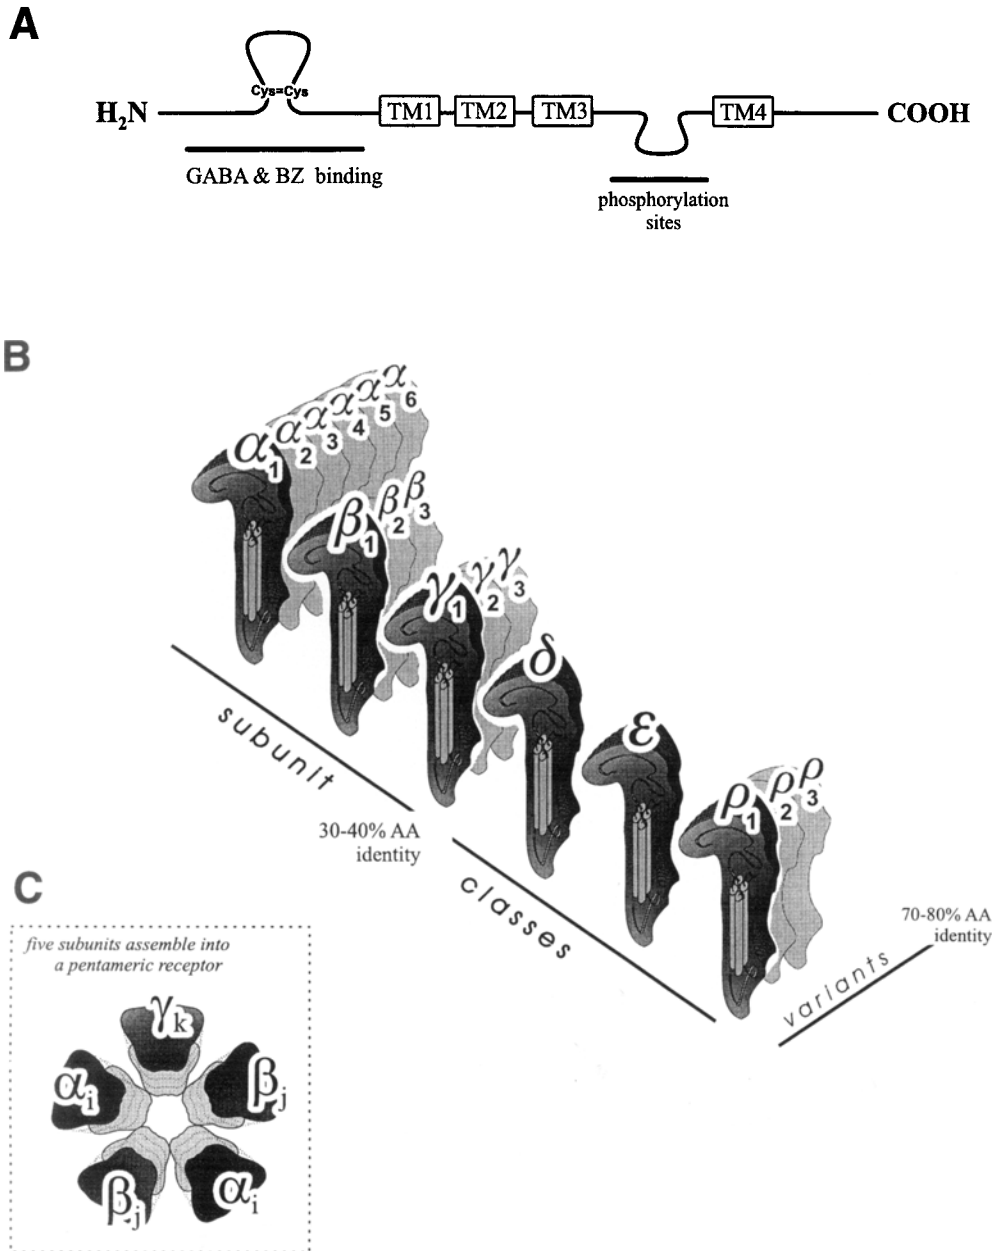 A
Cys=Cys
H₂N TM1 TM2 TM3 TM4 COOH
GABA & BZ binding
phosphorylation
sites
B
α₁ α₂ α₃ α₄ α₅ α₆
β₁ β₂ β₃
γ₁ γ₂ γ₃
δ
ε
ρ₁ ρ₂ ρ₃
subunit
30-40% AA
identity
classes
70-80% AA
identity
variants
C
five subunits assemble into
a pentameric receptor
γk
αi βj
βj αi